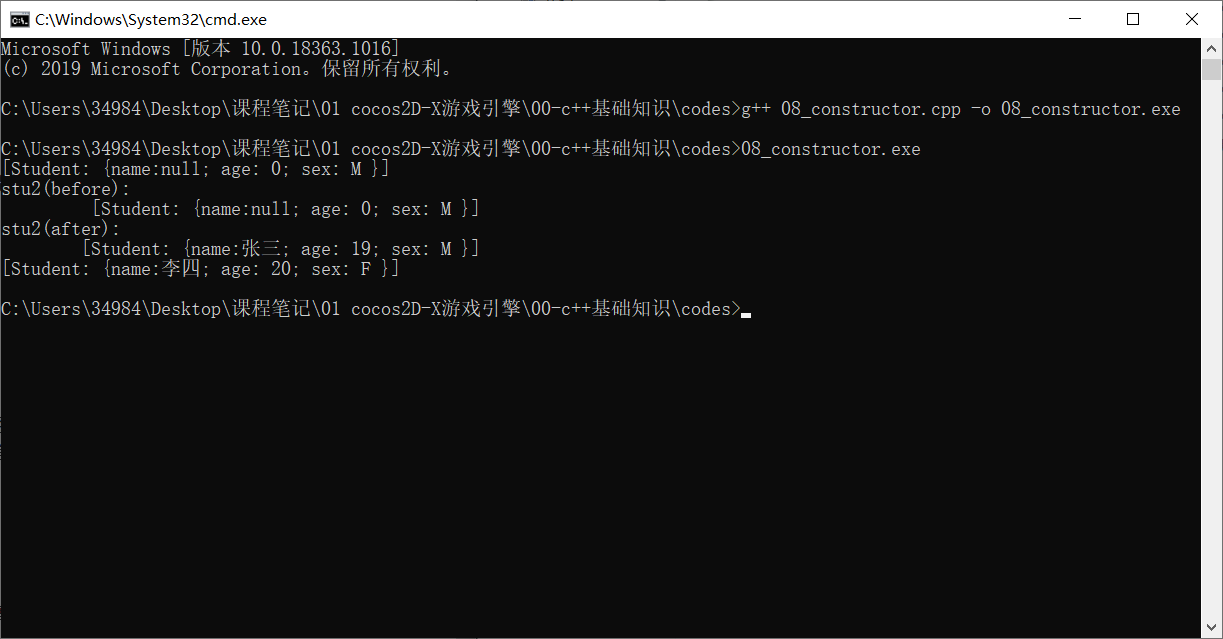 C:\Windows\System32\cmd.exe
Microsoft Windows [版本 10.0.18363.1016]
(c) 2019 Microsoft Corporation。保留所有权利。
C:\Users\34984\Desktop\课程笔记\01 cocos2D-X游戏引擎\00-c++基础知识\codes>g++ 08_constructor.cpp -o 08_constructor.exe
C:\Users\34984\Desktop\课程笔记\01 cocos2D-X游戏引擎\00-c++基础知识\codes>08_constructor.exe
[Student: {name:null; age: 0; sex: M }]
stu2(before):
[Student: {name:null; age: 0; sex: M }]
stu2(after):
[Student: {name:张三; age: 19; sex: M }]
[Student: {name:李四; age: 20; sex: F }]
C:\Users\34984\Desktop\课程笔记\01 cocos2D-X游戏引擎\00-c++基础知识\codes>